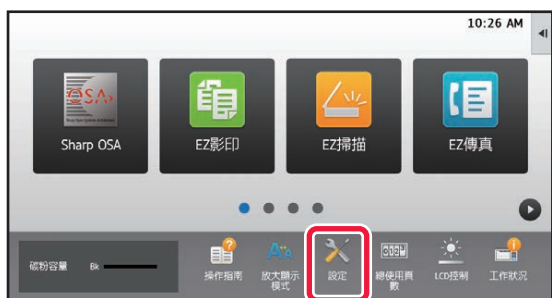 10:26 AM
OSA
Sharp OSA
EZ影印
EZ掃描
EZ傳真
碳粉容量
Bk
操作指南
放大顯示
模式
設定
總使用頁
數
LCD控制
工作狀況